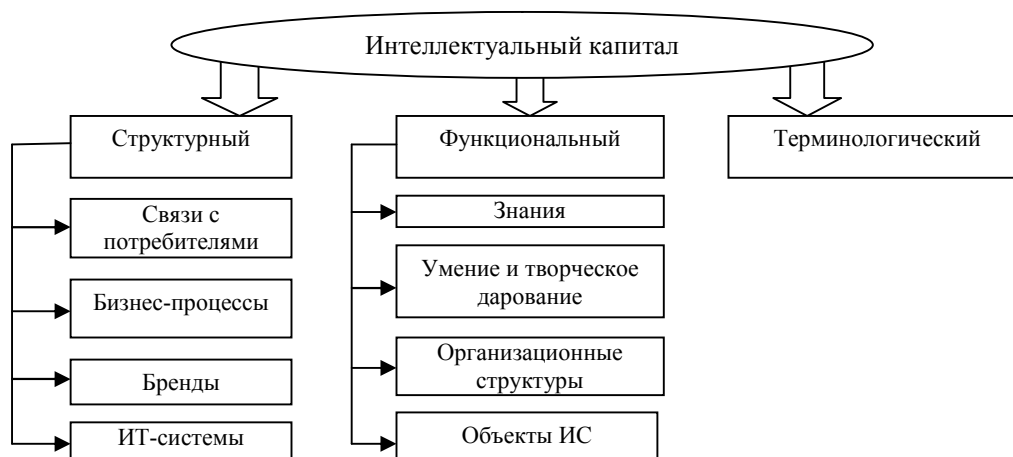 Интеллектуальный капитал
Структурный
Функциональный
Терминологический
Связи с
потребителями
Бизнес-процессы
Бренды
ИТ-системы
Знания
Умение и творческое
дарование
Организационные
структуры
Объекты ИС